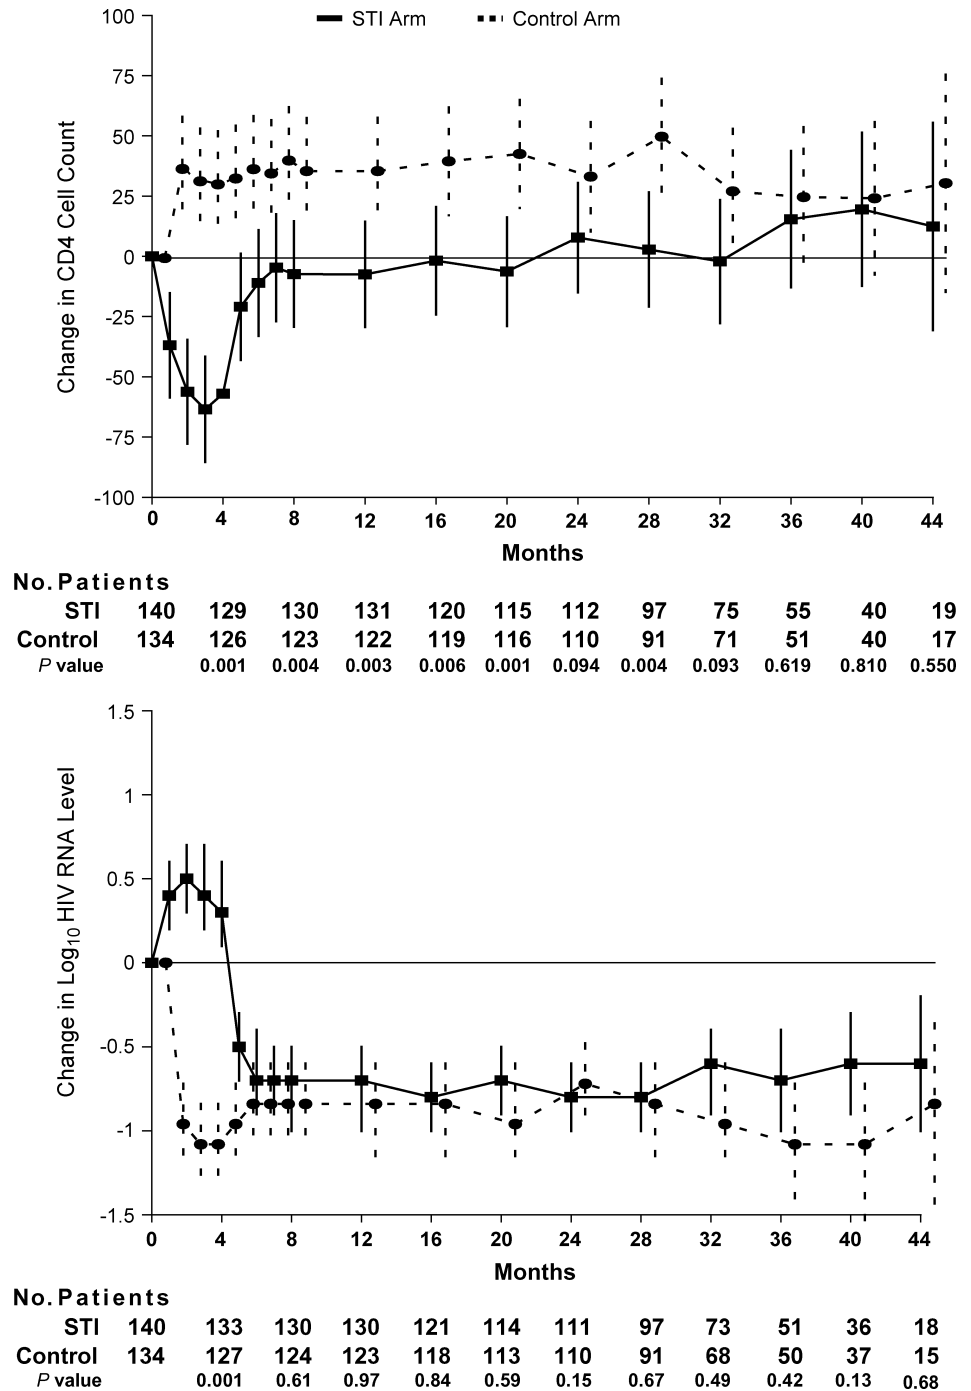 STI Arm Control Arm
100
75
50
25
0
-25
-50
-75
-100
Change in CD4 Cell Count
0 4 8 12 16 20 24 28 32 36 40 44
Months
No. Patients
STI 140 129 130 131 120 115 112 97 75 55 40 19
Control 134 126 123 122 119 116 110 91 71 51 40 17
P value 0.001 0.004 0.003 0.006 0.001 0.094 0.004 0.093 0.619 0.810 0.550
1.5
1
0.5
0
-0.5
-1
-1.5
Change in Log10 HIV RNA Level
0 4 8 12 16 20 24 28 32 36 40 44
Months
No. Patients
STI 140 133 130 130 121 114 111 97 73 51 36 18
Control 134 127 124 123 118 113 110 91 68 50 37 15
P value 0.001 0.61 0.97 0.84 0.59 0.15 0.67 0.49 0.42 0.13 0.68